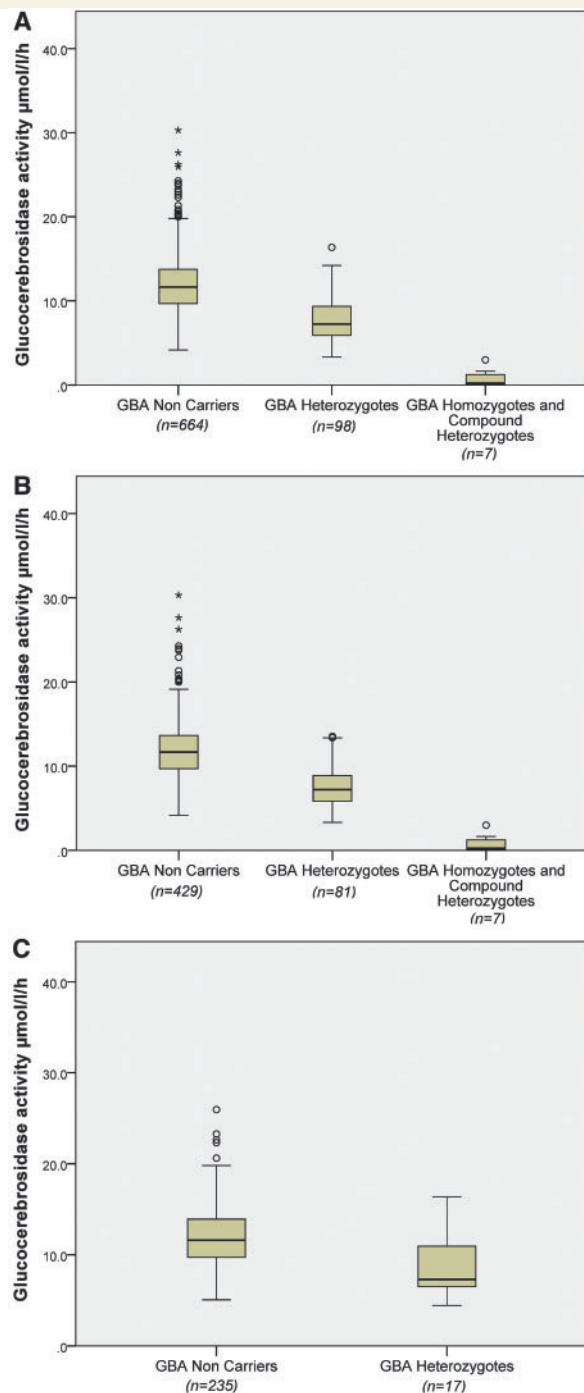 A
Glucocerebrosidase activity µmol/l/h
40.0
30.0
20.0
10.0
.0
GBA Non Carriers
(n=664)
GBA Heterozygotes
(n=98)
GBA Homozygotes and
Compound
Heterozygotes
(n=7)
B
Glucocerebrosidase activity µmol/l/h
40.0
30.0
20.0
10.0
.0
GBA Non Carriers
(n=429)
GBA Heterozygotes
(n=81)
GBA Homozygotes and
Compound
Heterozygotes
(n=7)
C
Glucocerebrosidase activity µmol/l/h
40.0
30.0
20.0
10.0
.0
GBA Non Carriers
(n=235)
GBA Heterozygotes
(n=17)